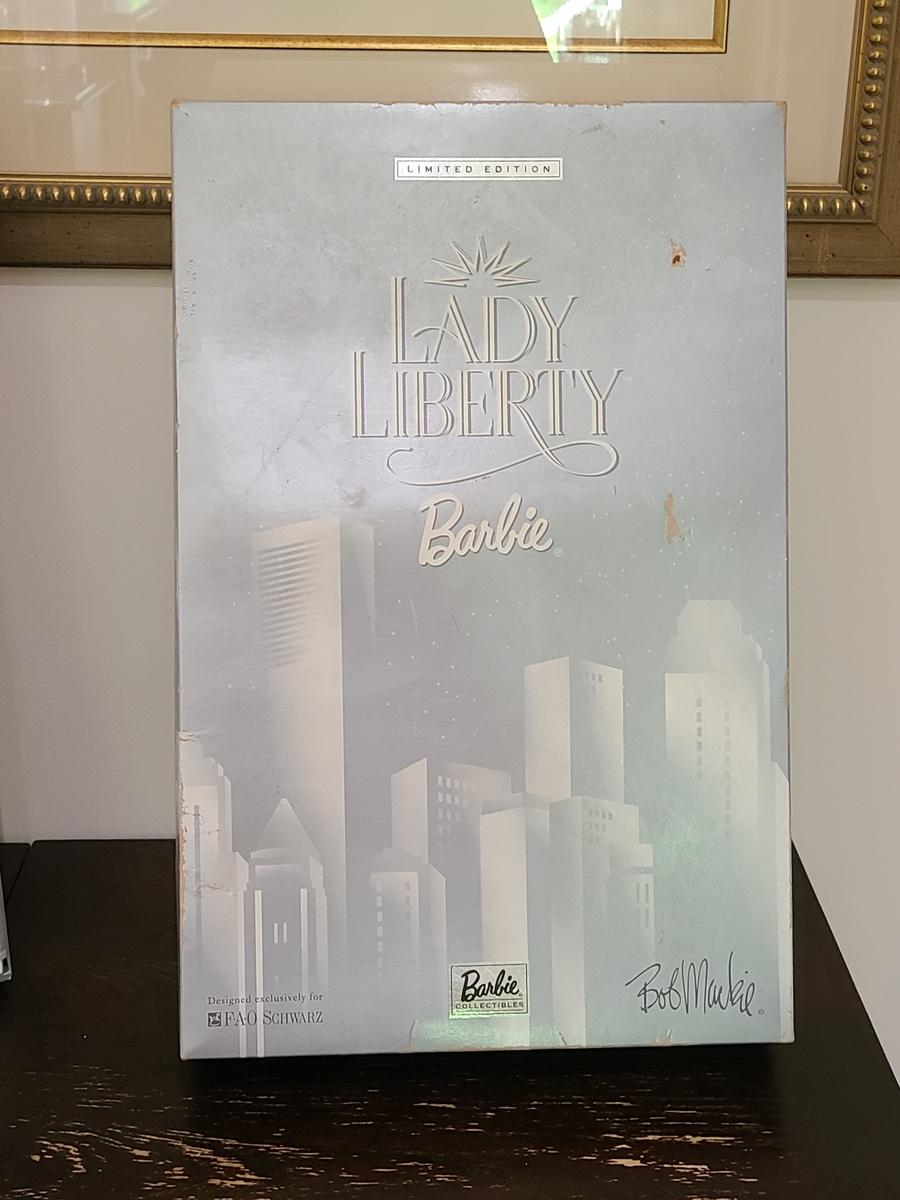 LIMITED EDITION
LADY
LIBERTY
Barbie®
Designed exclusively for
F·A·O SCHWARZ
Barbie
COLLECTIBLES
Bob Mackie ©